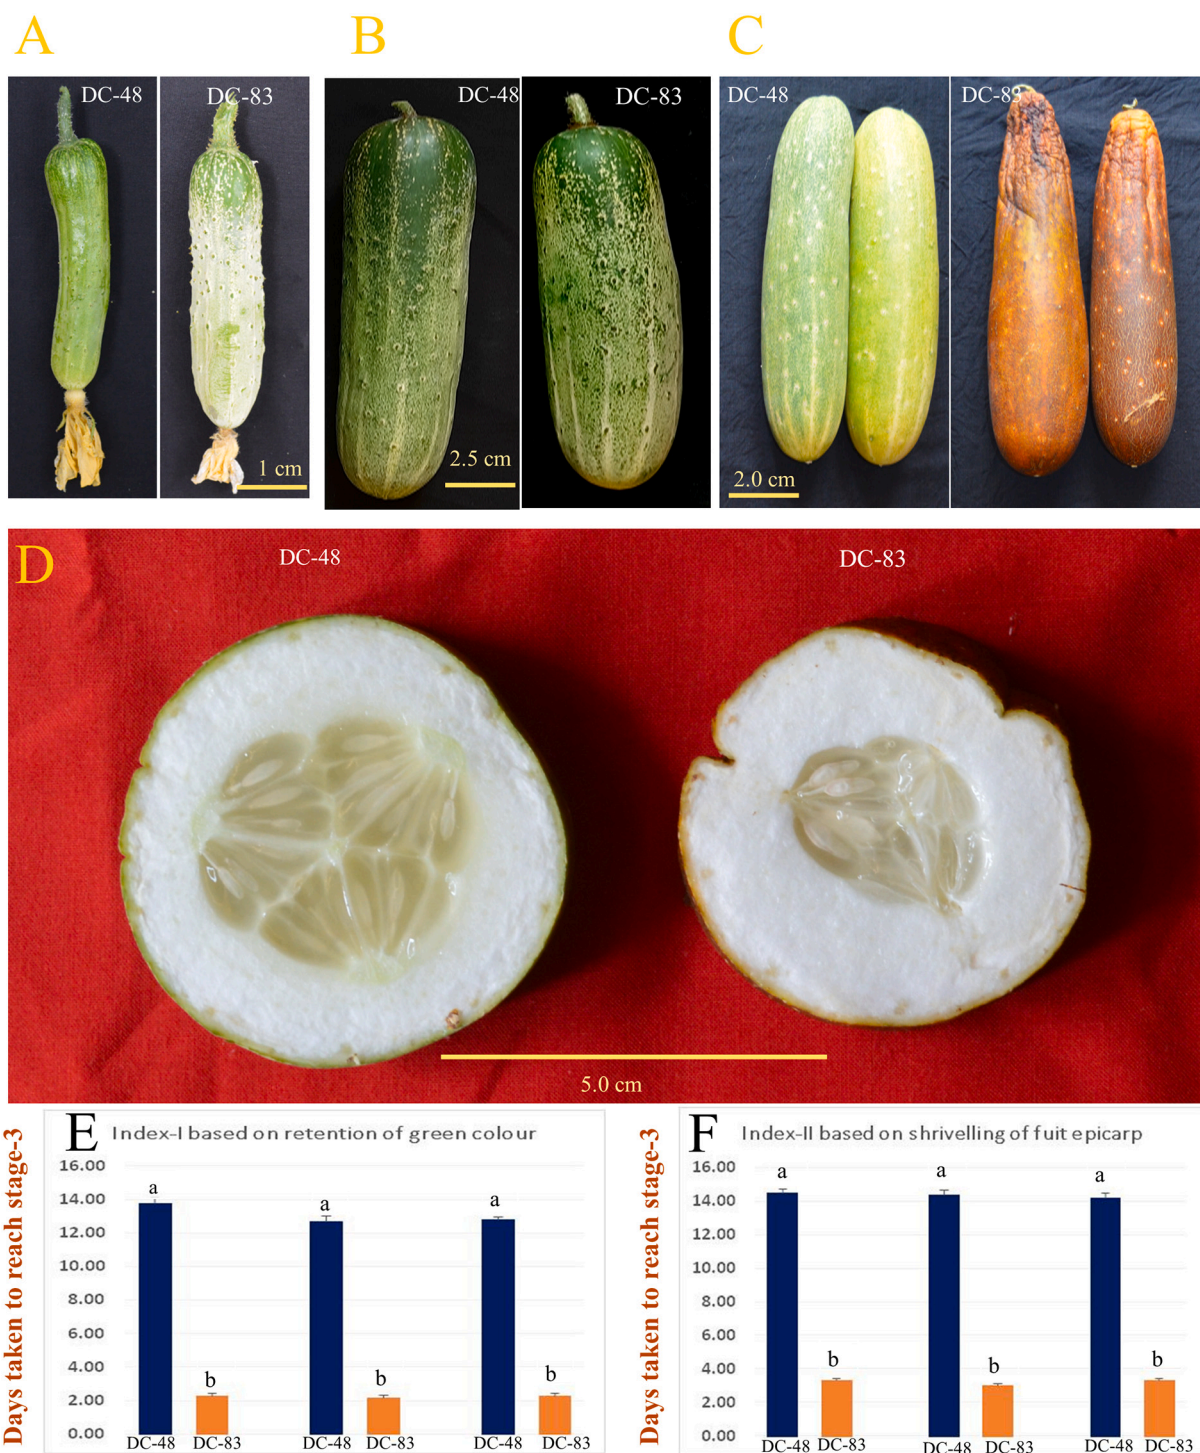 A
B
C
DC-48
DC-83
DC-48
DC-83
DC-48
DC-83
1 cm
2.5 cm
2.0 cm
D
DC-48
DC-83
5.0 cm
E
Index-I based on retention of green colour
Days taken to reach stage-3
16.00
14.00
12.00
10.00
8.00
6.00
4.00
2.00
0.00
a
a
a
b
b
b
DC-48
DC-83
DC-48
DC-83
DC-48
DC-83
F
Index-II based on shrivelling of fuit epicarp
Days taken to reach stage-3
16.00
14.00
12.00
10.00
8.00
6.00
4.00
2.00
0.00
a
a
a
b
b
b
DC-48
DC-83
DC-48
DC-83
DC-48
DC-83